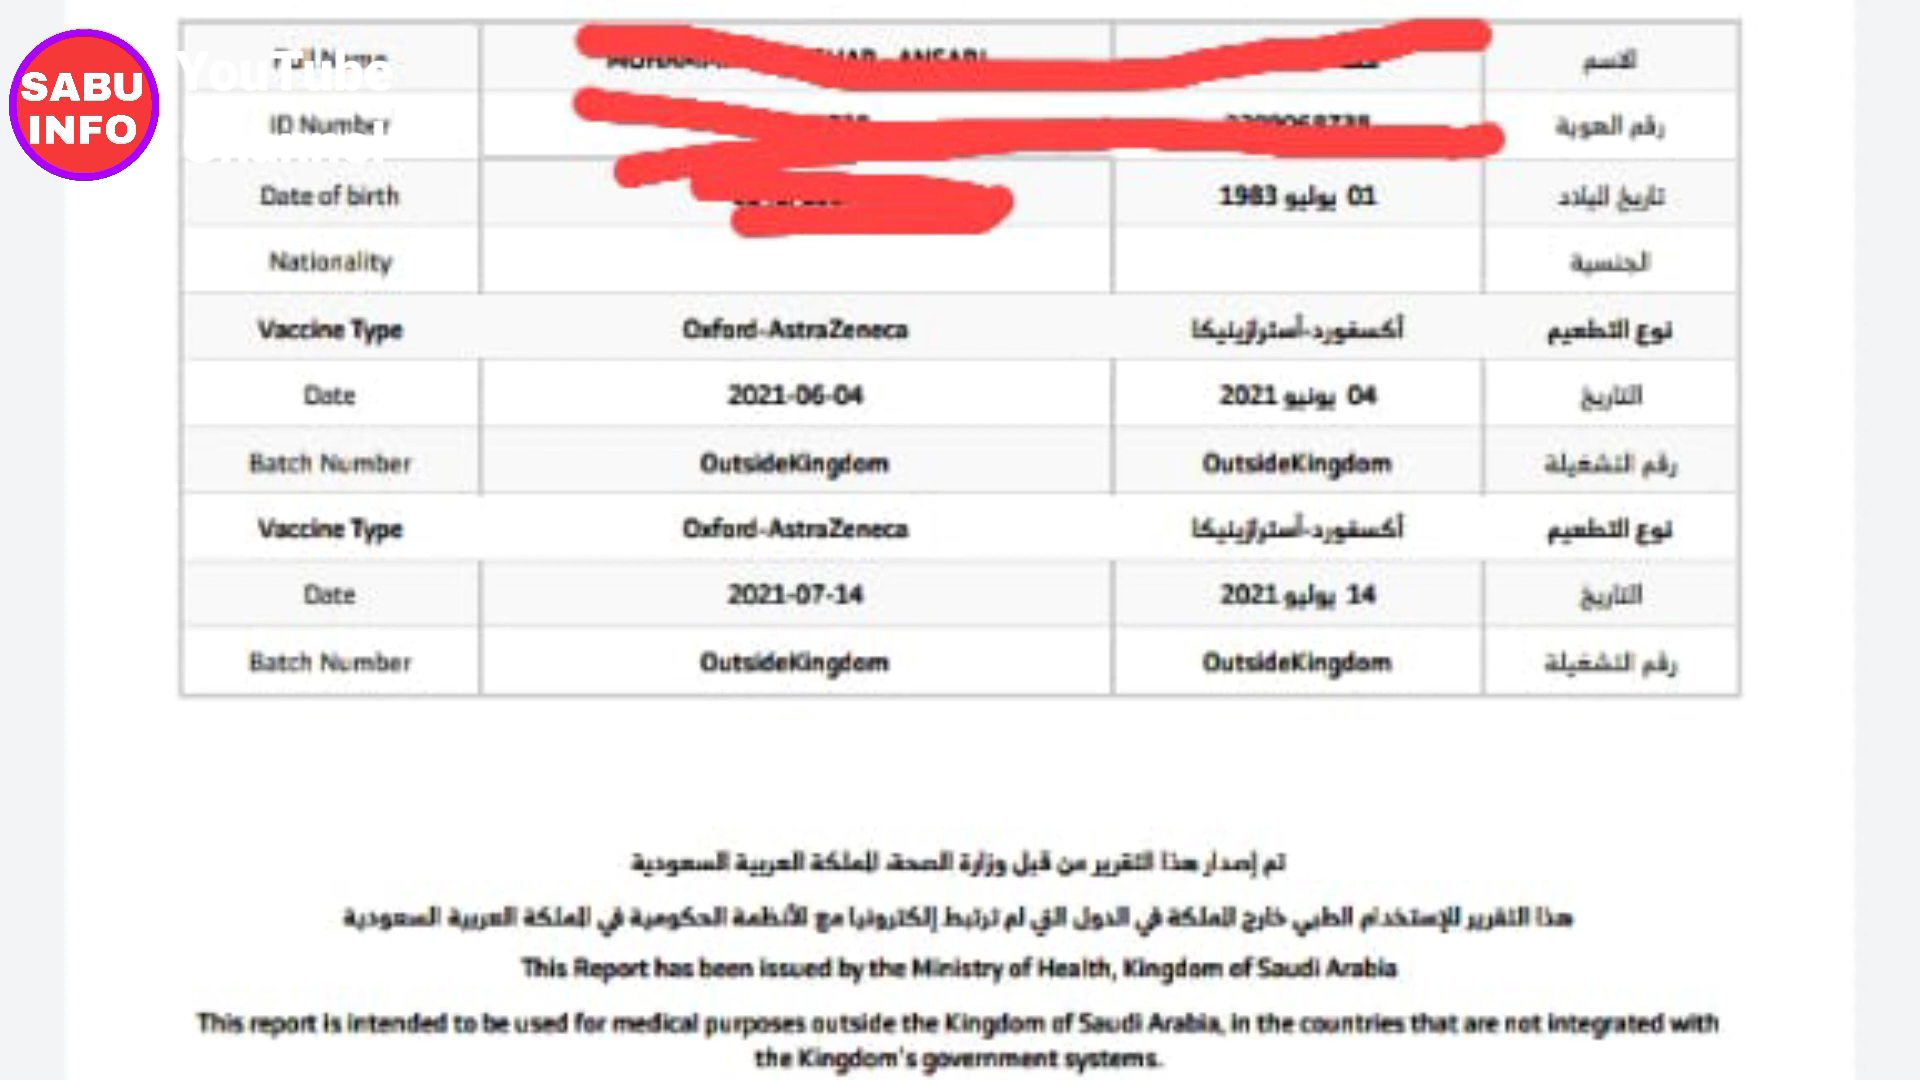 SABU
INFO
YouTube
Full Name الاسم
ID Number رقم الهوية
Date of birth 01 يوليو 1983 تاريخ الميلاد
Nationality الجنسية
Vaccine Type Oxford-AstraZeneca أكسفورد-أسترازينيكا نوع التطعيم
Date 2021-06-04 04 يونيو 2021 التاريخ
Batch Number OutsideKingdom OutsideKingdom رقم التشغيلة
Vaccine Type Oxford-AstraZeneca أكسفورد-أسترازينيكا نوع التطعيم
Date 2021-07-14 14 يوليو 2021 التاريخ
Batch Number OutsideKingdom OutsideKingdom رقم التشغيلة
تم إصدار هذا التقرير من قبل وزارة الصحة، المملكة العربية السعودية
هذا التقرير للإستخدام الطبي خارج المملكة في الدول التي لم ترتبط إلكترونيا مع الأنظمة الحكومية في المملكة العربية السعودية
This Report has been issued by the Ministry of Health, Kingdom of Saudi Arabia
This report is intended to be used for medical purposes outside the Kingdom of Saudi Arabia, in the countries that are not integrated with
the Kingdom's government systems.